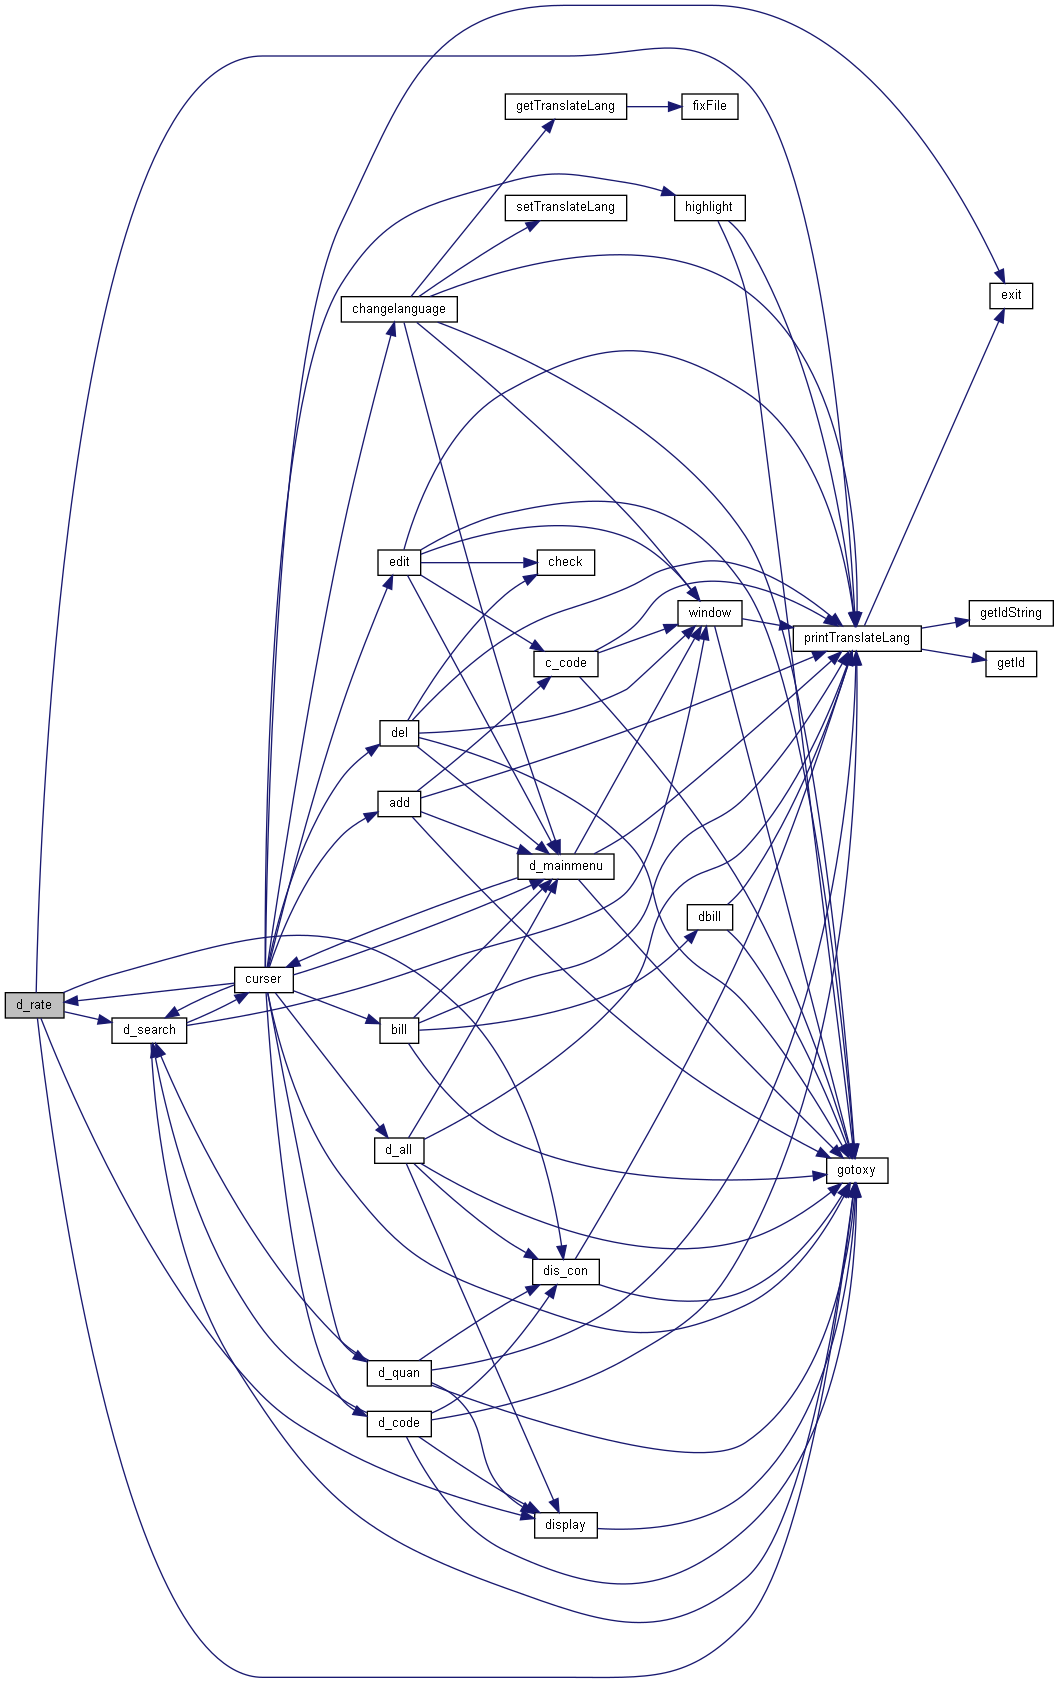 getTranslateLang
fixFile
setTranslateLang
highlight
changelanguage
exit
edit
check
window
getIdString
printTranslateLang
c_code
getId
del
add
d_mainmenu
dbill
curser
d_rate
d_search
bill
d_all
gotoxy
dis_con
d_quan
d_code
display